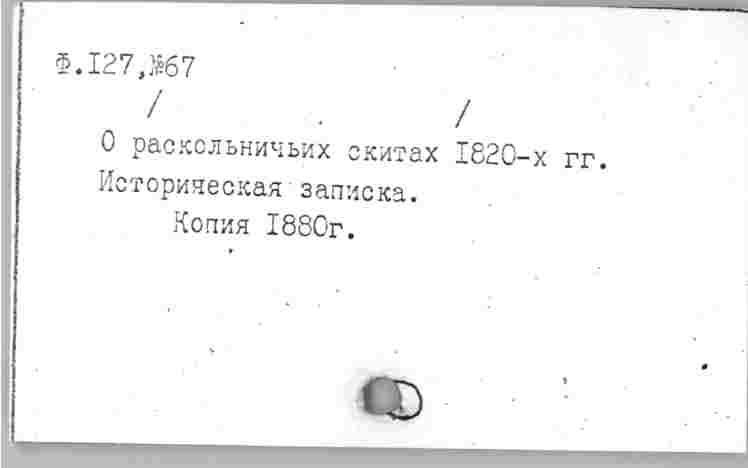 Ф.I27,№67
/ /
О раскольничьих скитах I820-х гг.
Историческая записка.
Копия I880г.